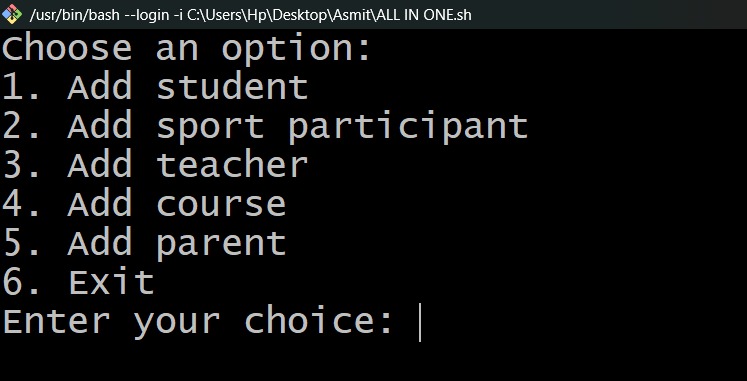 /usr/bin/bash --login -i C:\Users\Hp\Desktop\Asmit\ALL IN ONE.sh
Choose an option:
1. Add student
2. Add sport participant
3. Add teacher
4. Add course
5. Add parent
6. Exit
Enter your choice: